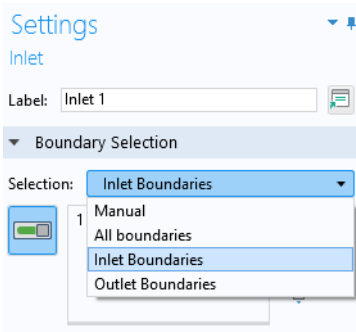 Settings
Inlet
Label: Inlet 1
Boundary Selection
Selection: Inlet Boundaries
1
Manual
All boundaries
Inlet Boundaries
Outlet Boundaries